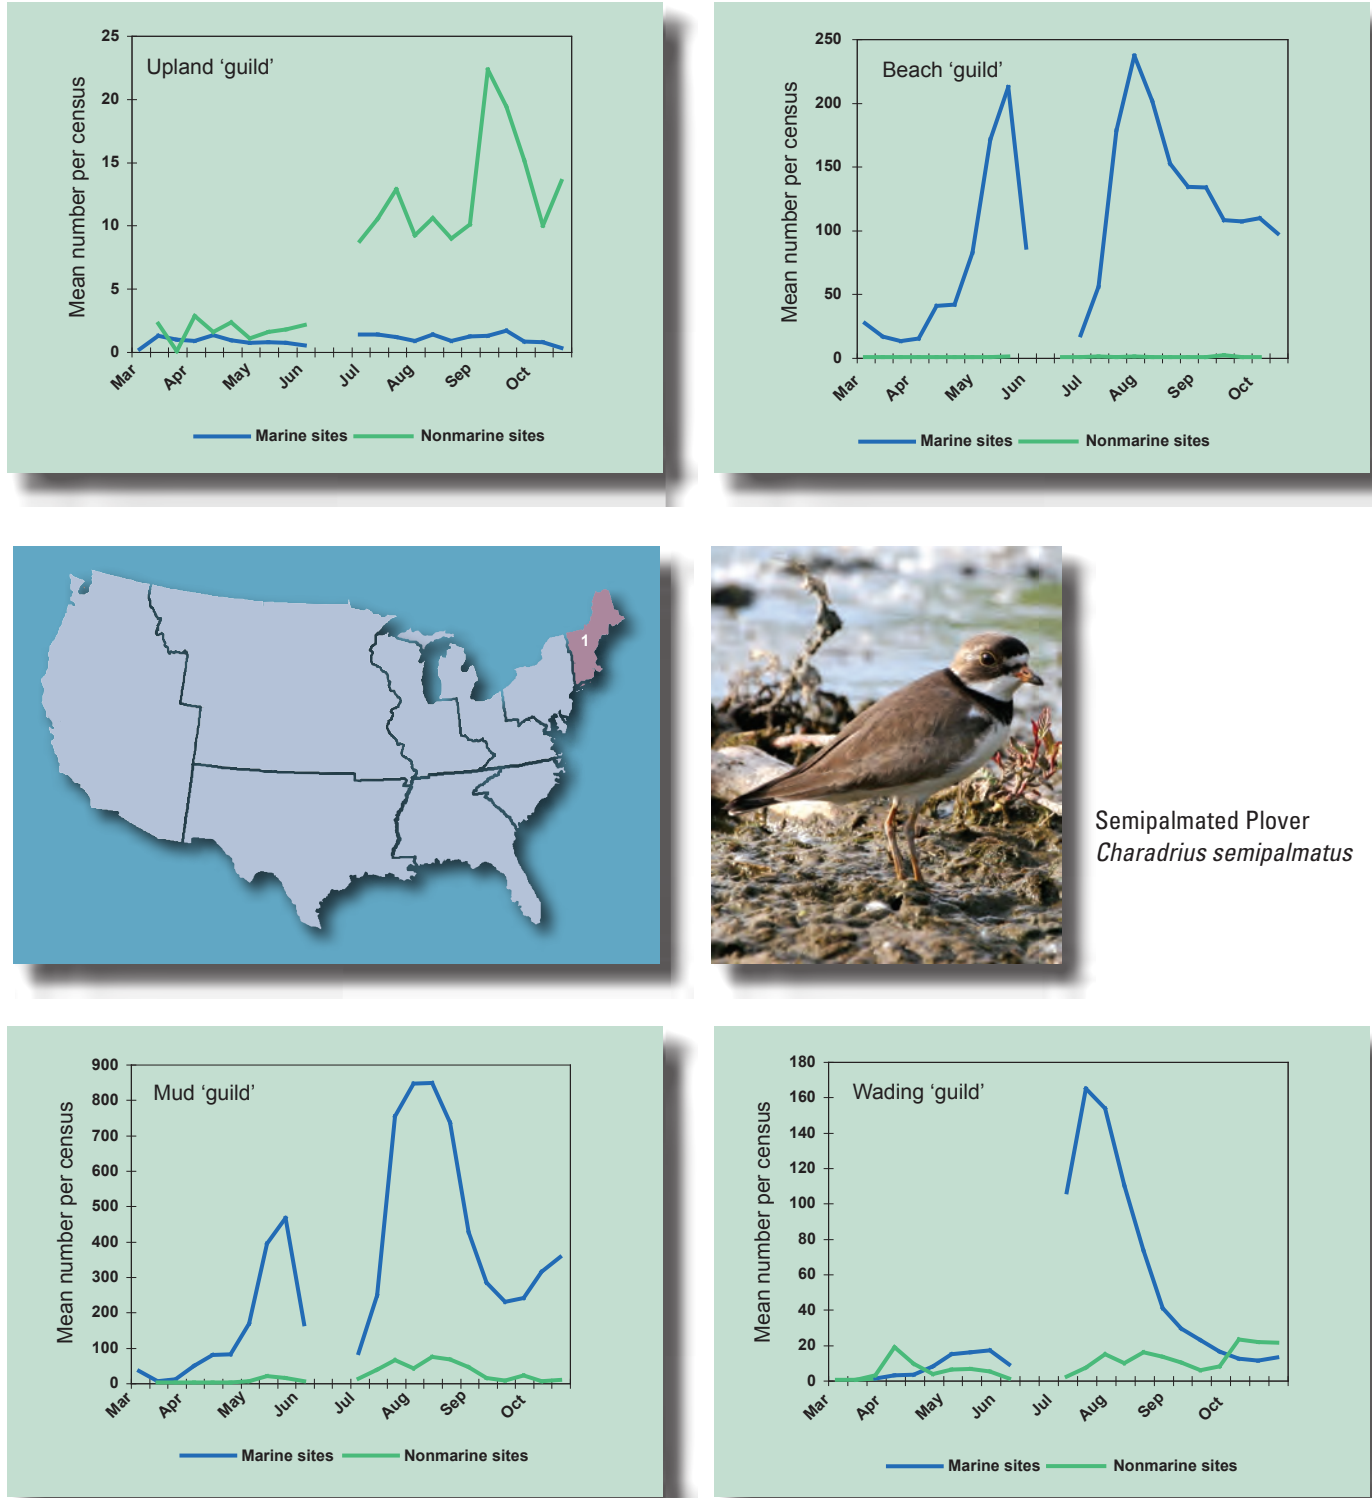 Upland ‘guild’
Mean number per census
25
20
15
10
5
0
Mar Apr May Jun Jul Aug Sep Oct
Marine sites Nonmarine sites
Beach ‘guild’
Mean number per census
250
200
150
100
50
0
Mar Apr May Jun Jul Aug Sep Oct
Marine sites Nonmarine sites
1
Semipalmated Plover
Charadrius semipalmatus
Mud ‘guild’
Mean number per census
900
800
700
600
500
400
300
200
100
0
Mar Apr May Jun Jul Aug Sep Oct
Marine sites Nonmarine sites
Wading ‘guild’
Mean number per census
180
160
140
120
100
80
60
40
20
0
Mar Apr May Jun Jul Aug Sep Oct
Marine sites Nonmarine sites